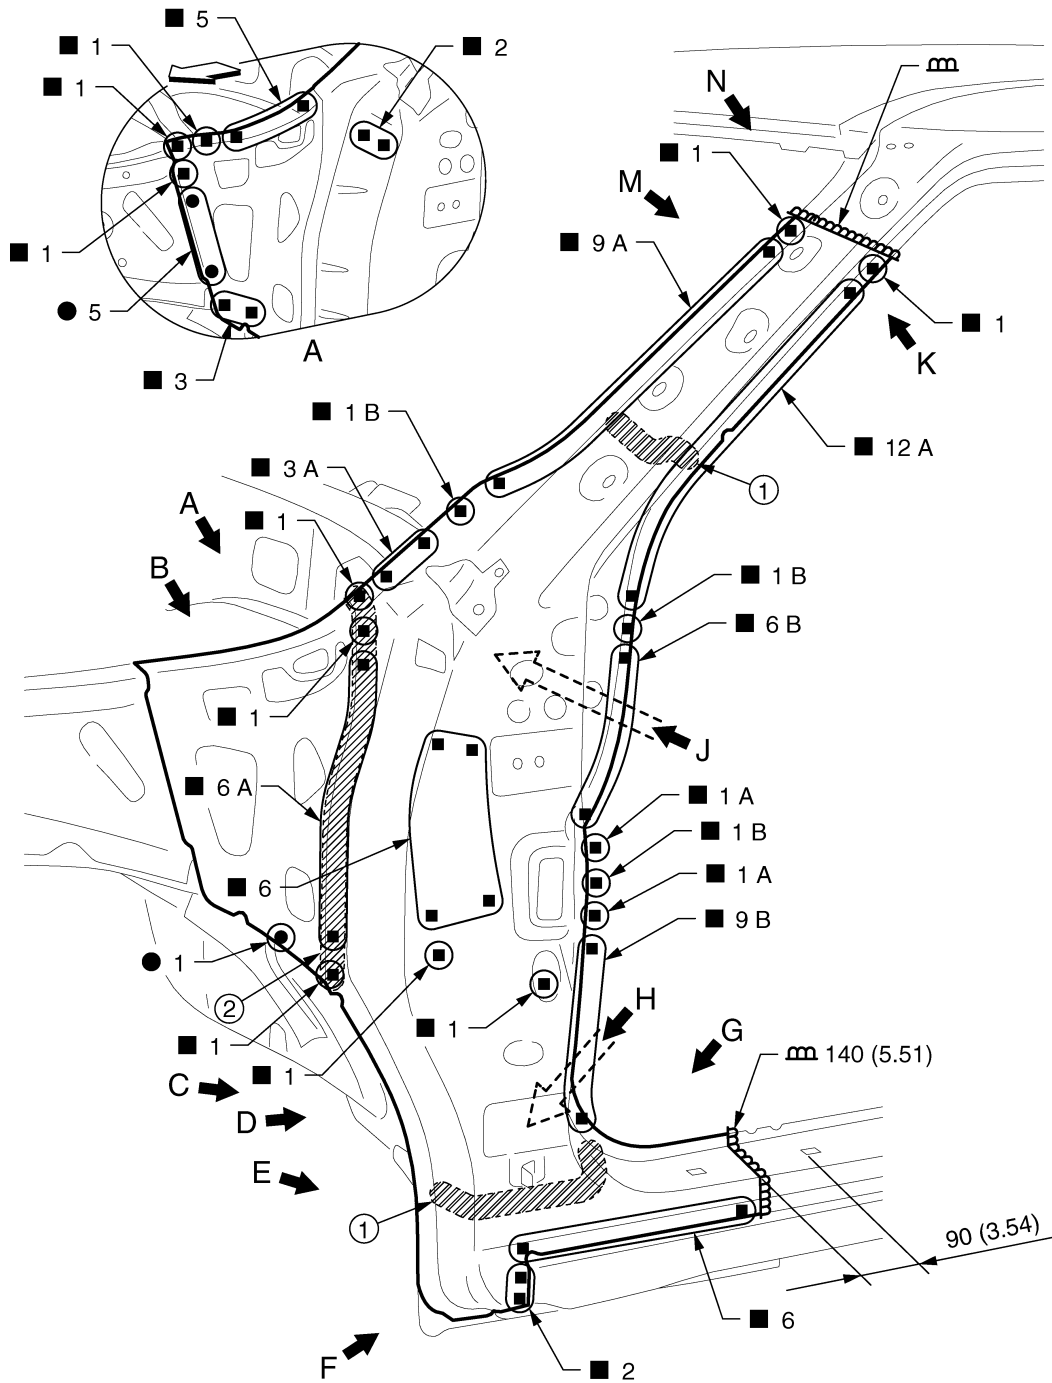 ■ 5
■ 1
■ 2
■ 1
N
■ 1
M
■ 9 A
■ 1
● 5
■ 1
A
K
■ 3
■ 1 B
■ 12 A
■ 3 A
1
A
■ 1
B
■ 1 B
■ 6 B
■ 1
J
■ 6 A
■ 1 A
■ 1 B
■ 1 A
■ 6
■ 9 B
● 1
2
H
■ 1
G
■ 1
140 (5.51)
■ 1
C
D
E
1
90 (3.54)
■ 6
F
■ 2